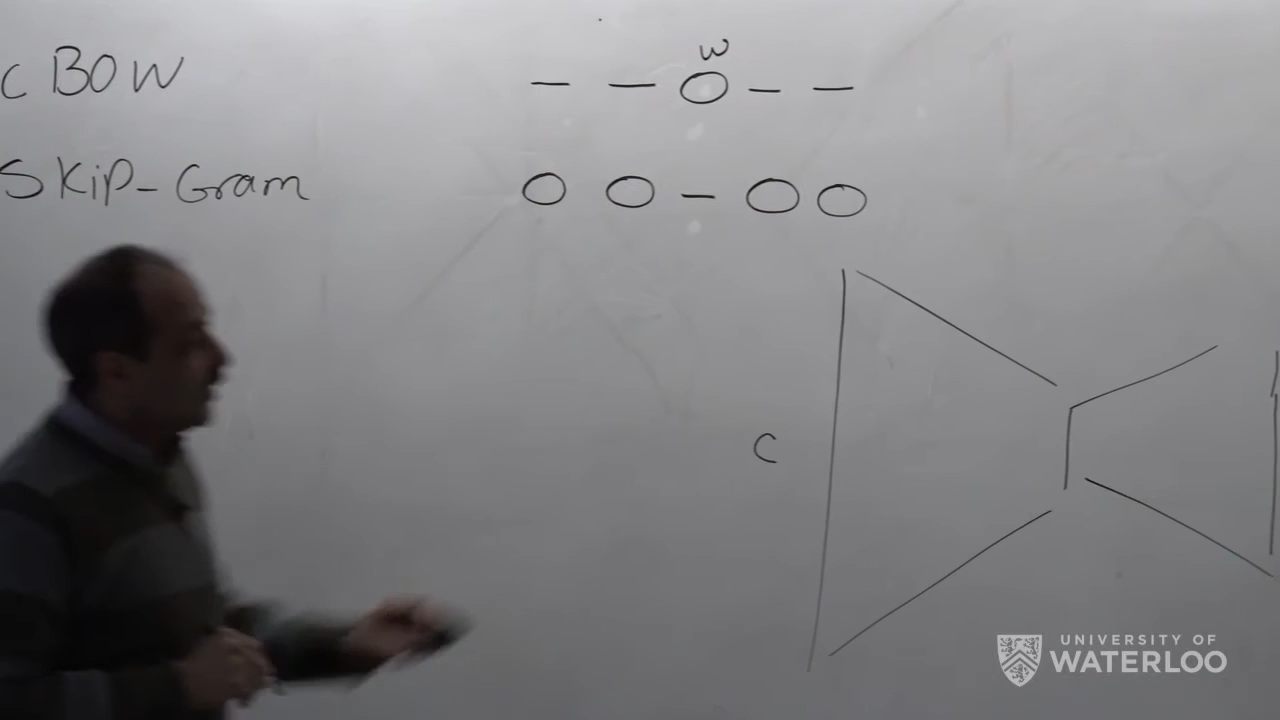 CBOW
w
— — O — —
Skip-Gram
O O — O O
C
UNIVERSITY OF
WATERLOO